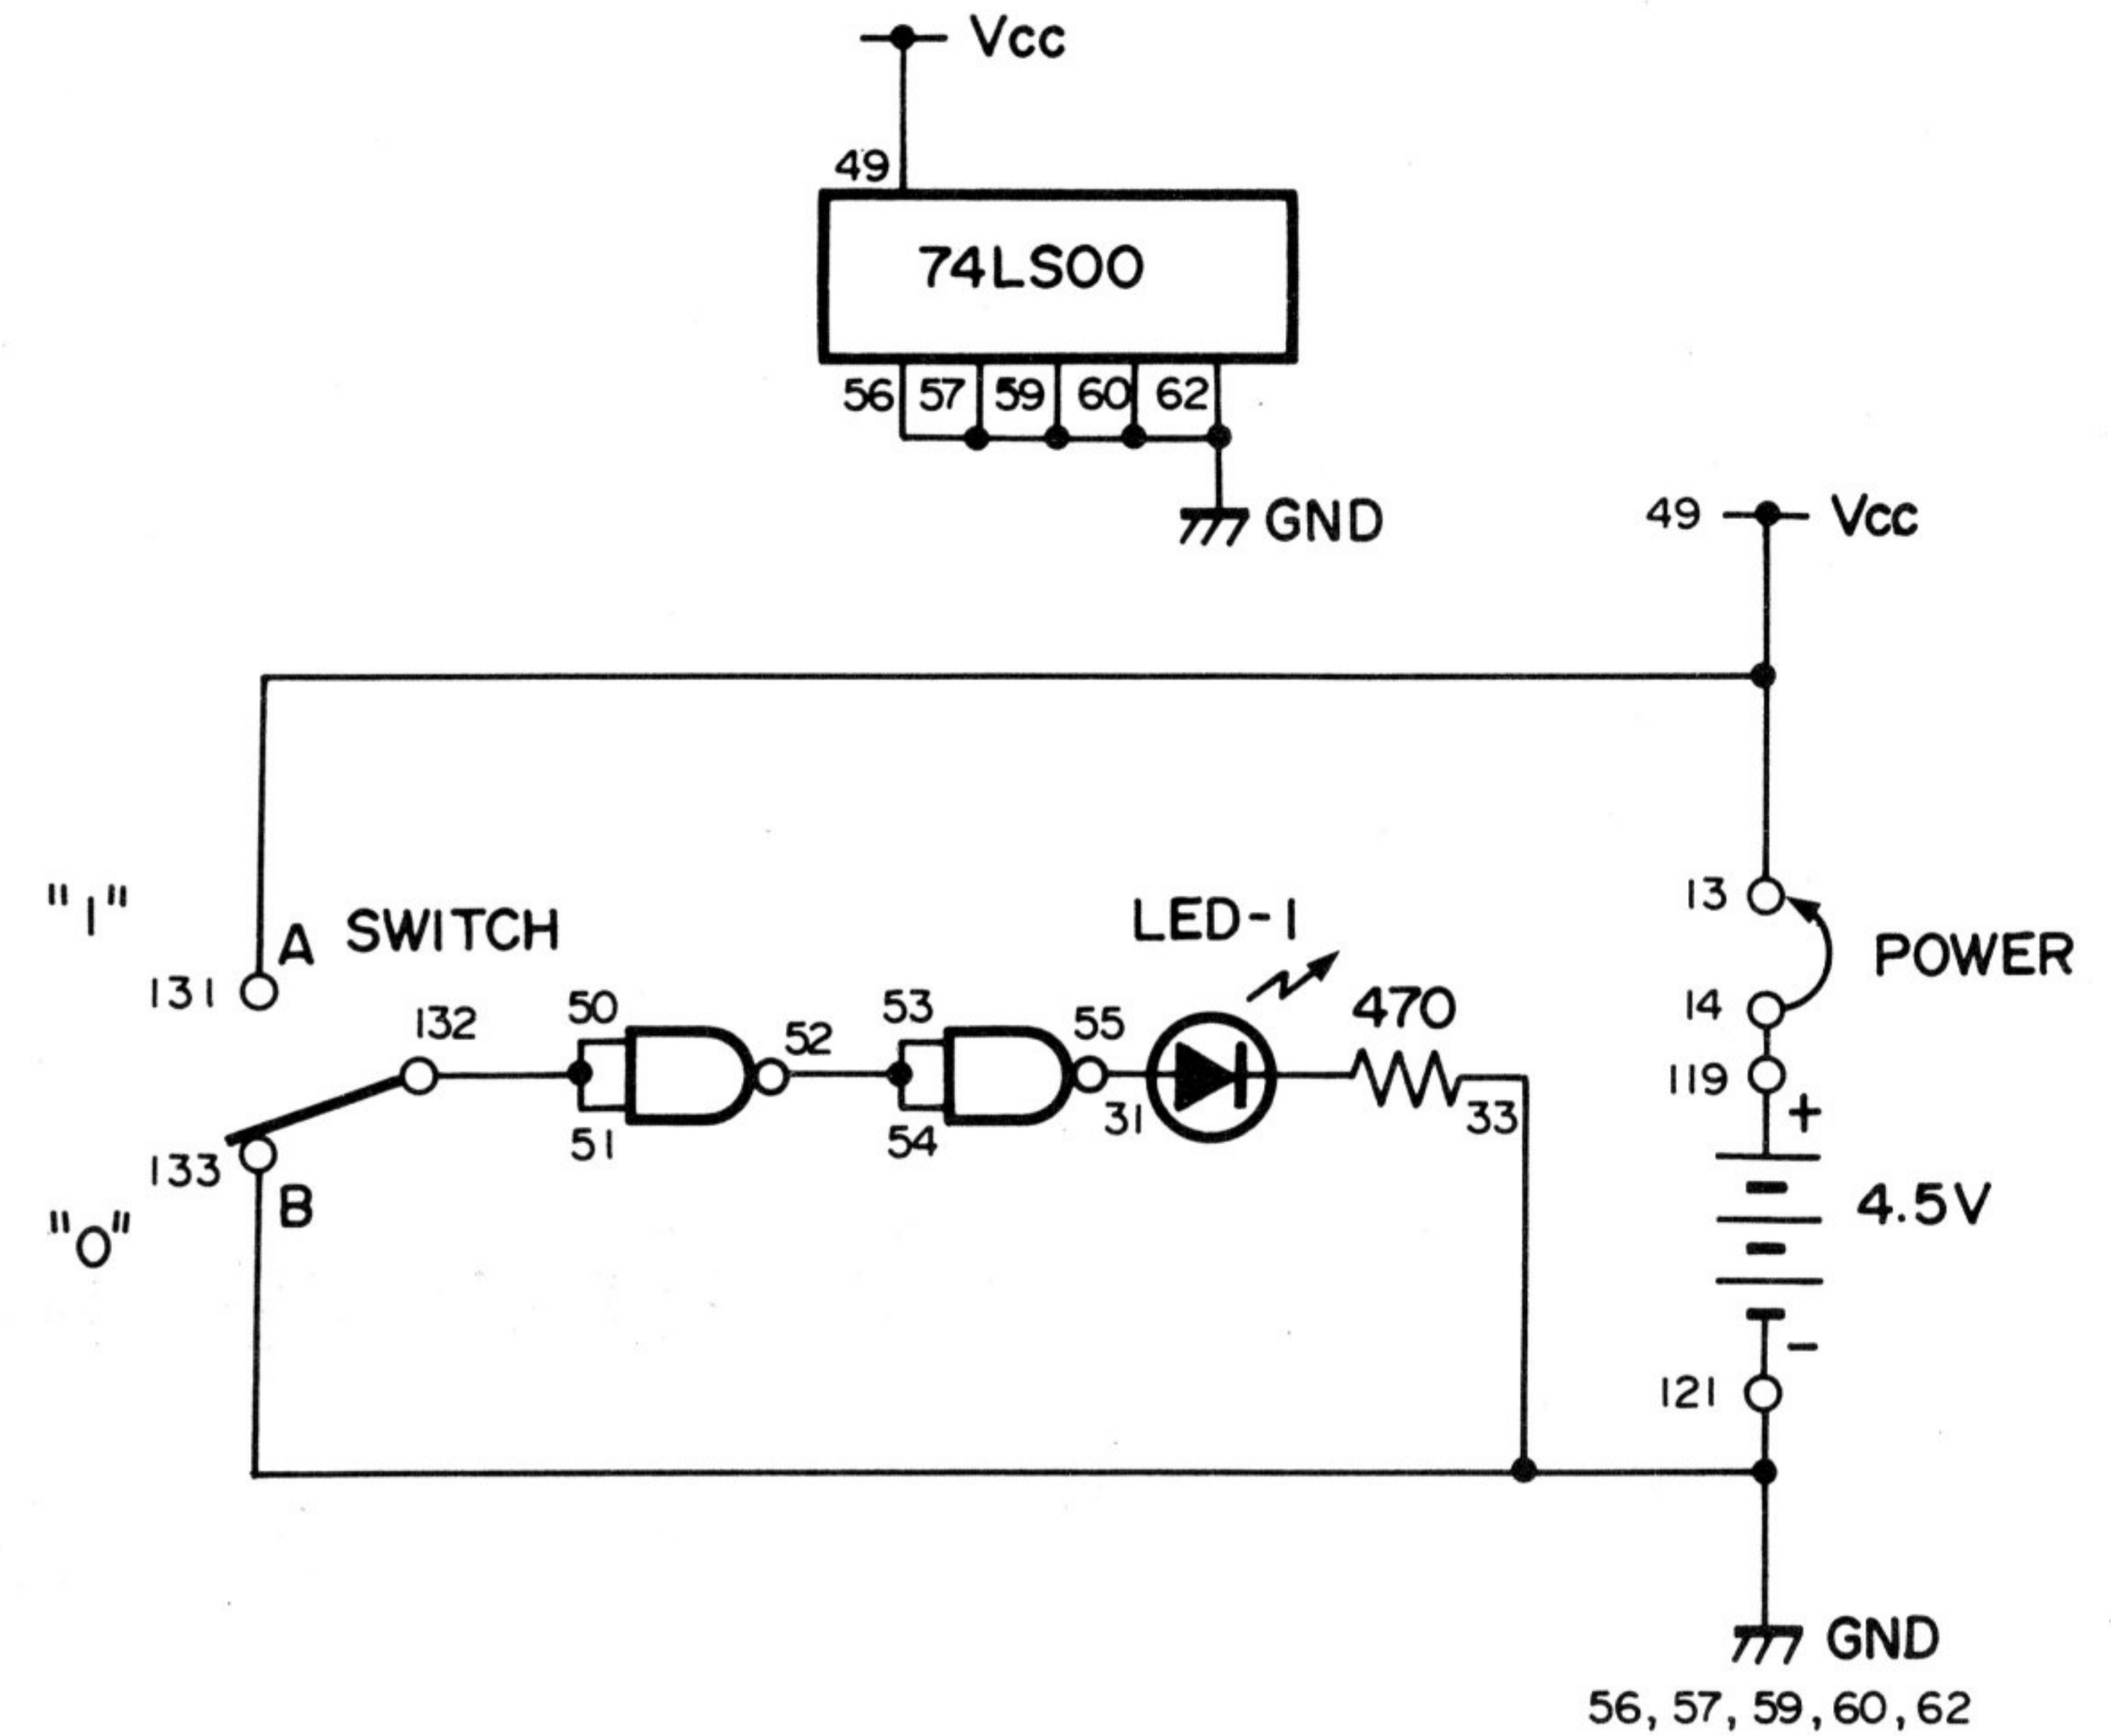 Vcc
49
74LS00
56 57 59 60 62
GND
49 Vcc
"1"
A SWITCH
131
132
133
B
"0"
50
51
52
53
54
55
31
LED-1
470
33
13
POWER
14
119
+
4.5V
-
121
GND
56, 57, 59, 60, 62